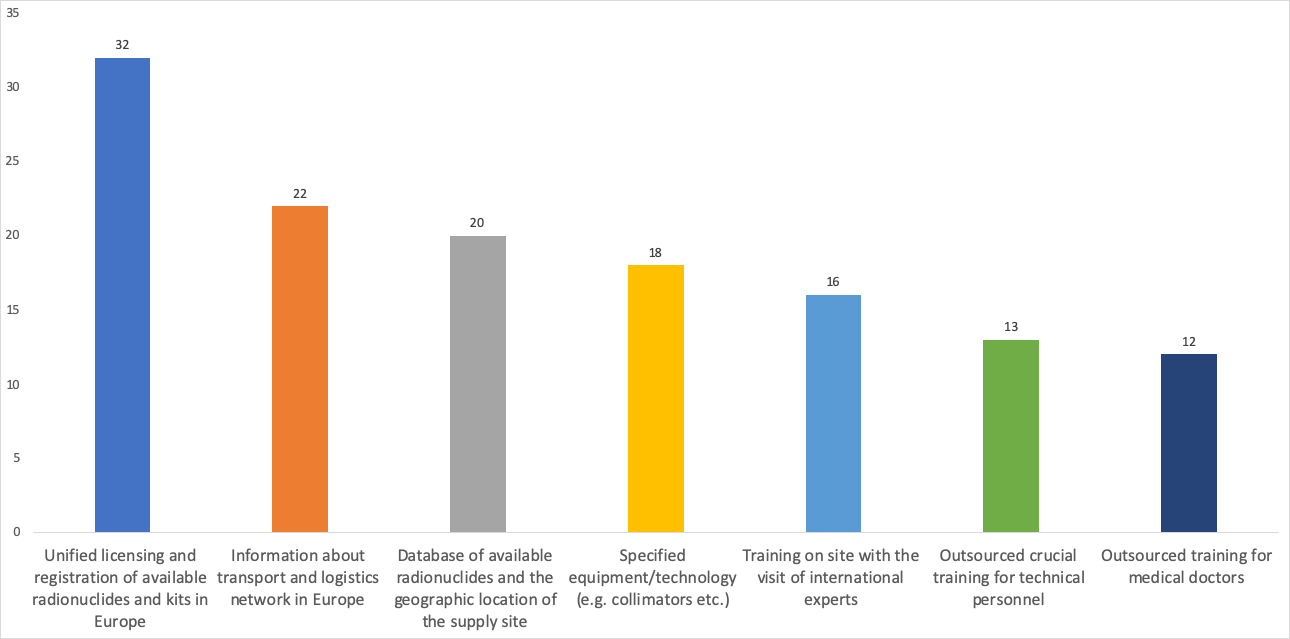 35
30
25
20
15
10
5
0
32
22
20
18
16
13
12
Unified licensing and
registration of available
radionuclides and kits in
Europe
Information about
transport and logistics
network in Europe
Database of available
radionuclides and the
geographic location of
the supply site
Specified
equipment/technology
(e.g. collimators etc.)
Training on site with the
visit of international
experts
Outsourced crucial
training for technical
personnel
Outsourced training for
medical doctors